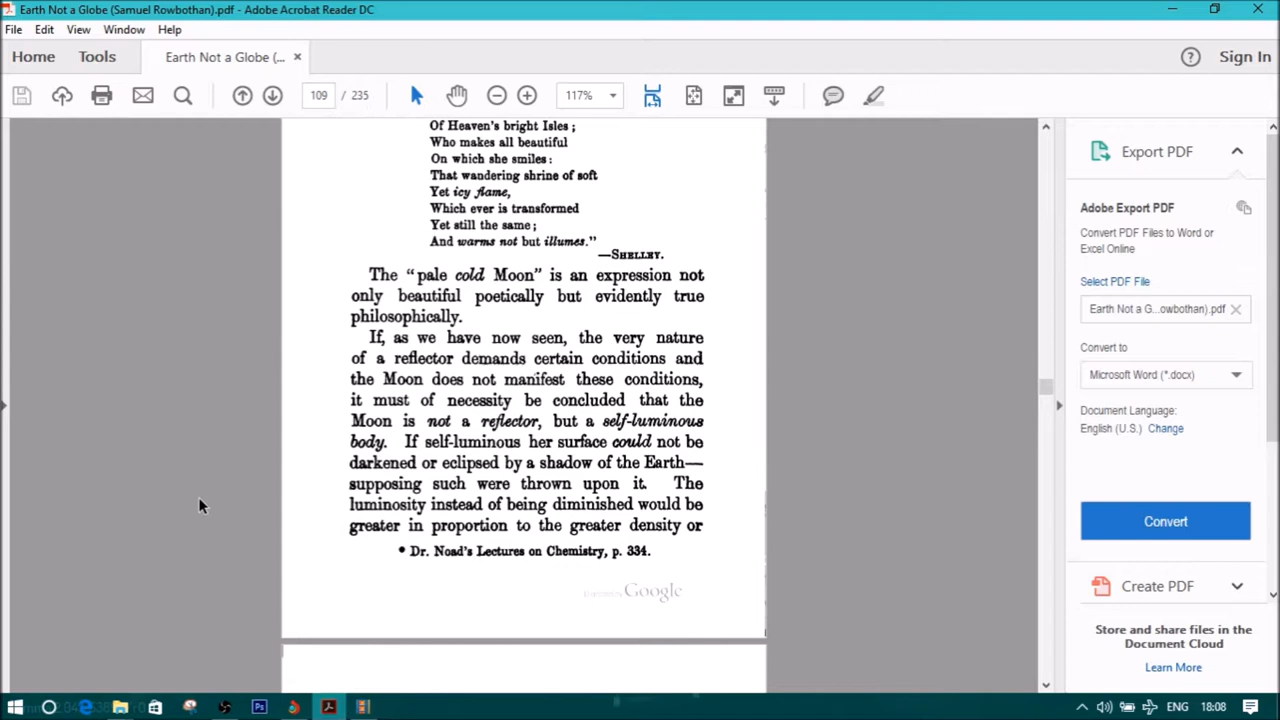 Earth Not a Globe (Samuel Rowbothan).pdf - Adobe Acrobat Reader DC
File Edit View Window Help
Home Tools Earth Not a Globe (... × Sign In
109 / 235 117%
Of Heaven's bright Isles ;
Who makes all beautiful
On which she smiles :
That wandering shrine of soft
Yet icy flame,
Which ever is transformed
Yet still the same ;
And warms not but illumes."
—SHELLEY.
The "pale cold Moon" is an expression not
only beautiful poetically but evidently true
philosophically.
If, as we have now seen, the very nature
of a reflector demands certain conditions and
the Moon does not manifest these conditions,
it must of necessity be concluded that the
Moon is not a reflector, but a self-luminous
body. If self-luminous her surface could not be
darkened or eclipsed by a shadow of the Earth—
supposing such were thrown upon it. The
luminosity instead of being diminished would be
greater in proportion to the greater density or
• Dr. Noad's Lectures on Chemistry, p. 334.
Google
Export PDF
Adobe Export PDF
Convert PDF Files to Word or
Excel Online
Select PDF File
Earth Not a G...owbothan).pdf
Convert to
Microsoft Word (*.docx)
Document Language:
English (U.S.) Change
Convert
Create PDF
Store and share files in the
Document Cloud
Learn More
ENG 18:08